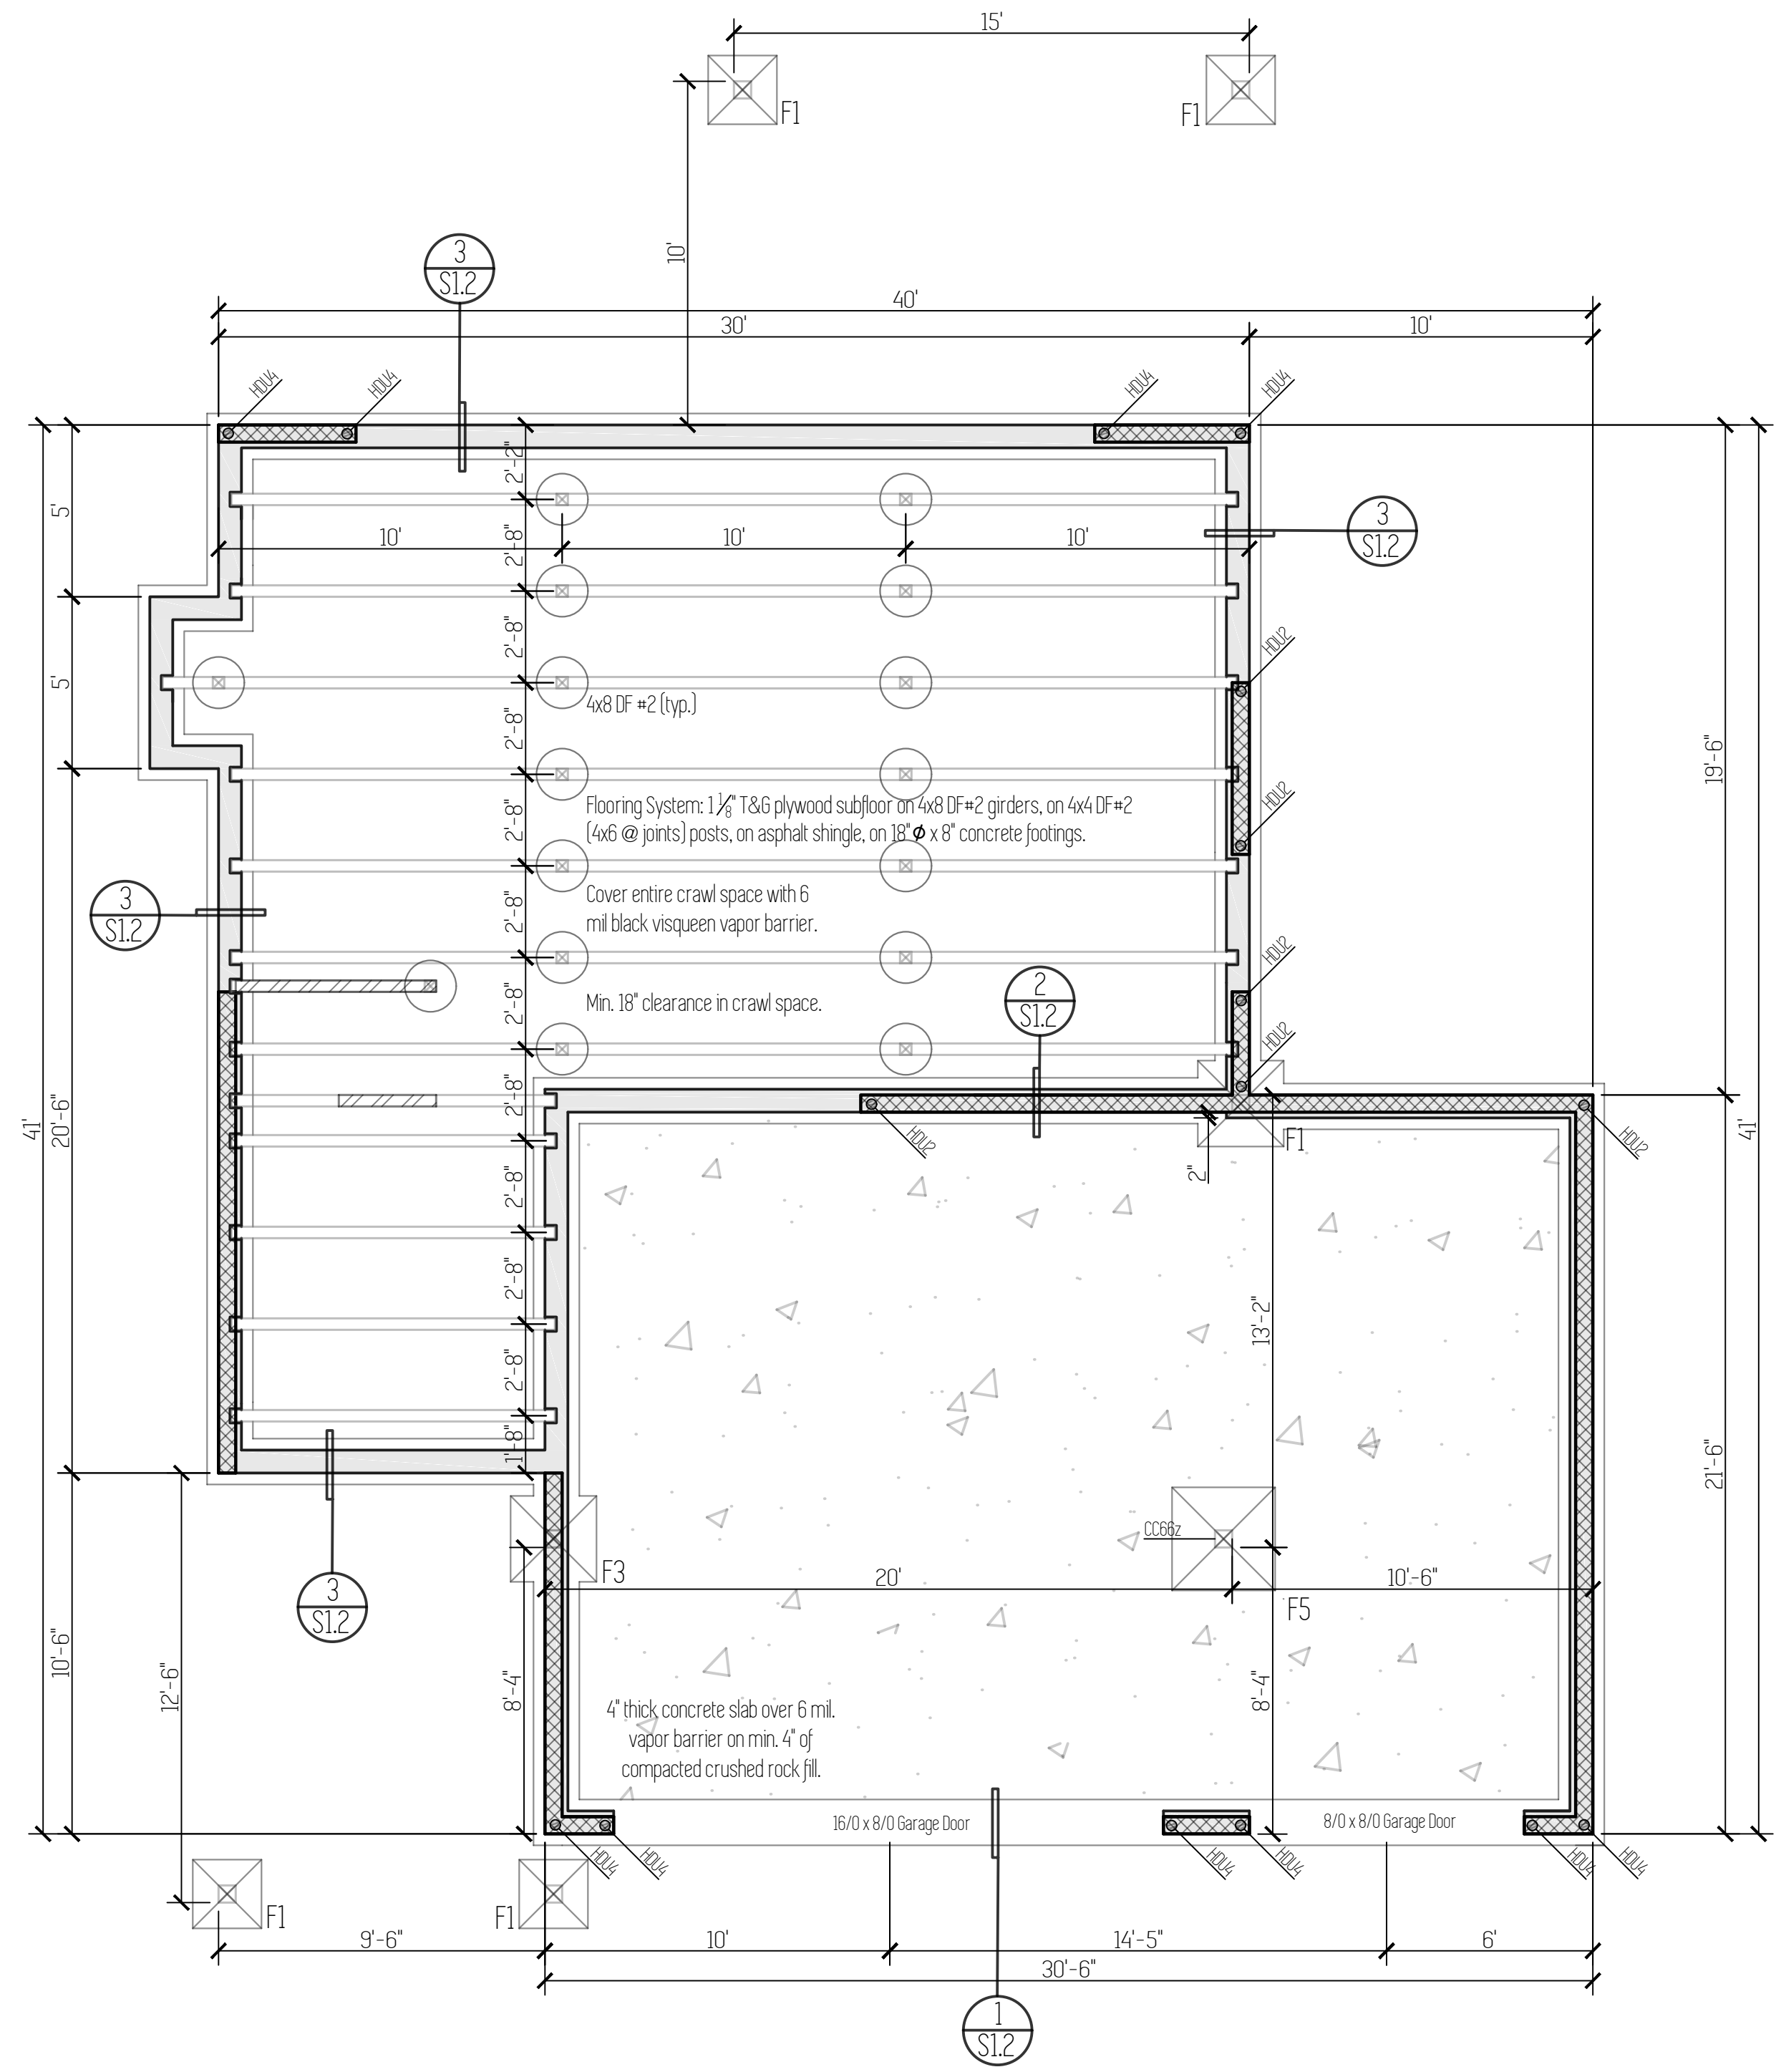 15'
F1
F1
10'
3
S1.2
40'
30'
10'
HDU4
HDU4
HDU4
HDU4
5'
5'
41'
20'-6"
10'-6"
12'-6"
2'-2"
2'-8"
2'-8"
2'-8"
2'-8"
2'-8"
2'-8"
2'-8"
2'-8"
2'-8"
2'-8"
1'-8"
10'
10'
10'
3
S1.2
19'-6"
41'
21'-6"
HDU2
HDU2
HDU2
HDU2
4x8 DF #2 (typ.)
Flooring System: 1 1/8" T&G plywood subfloor on 4x8 DF#2 girders, on 4x4 DF#2
(4x6 @ joints) posts, on asphalt shingle, on 18"ϕ x 8" concrete footings.
3
S1.2
Cover entire crawl space with 6
mil black visqueen vapor barrier.
Min. 18" clearance in crawl space.
2
S1.2
HDU2
F1
HDU2
2"
13'-2"
CC66z
F3
20'
10'-6"
F5
3
S1.2
8'-4"
8'-4"
4" thick concrete slab over 6 mil.
vapor barrier on min. 4" of
compacted crushed rock fill.
16/0 x 8/0 Garage Door
8/0 x 8/0 Garage Door
HDU4
HDU4
HDU4
HDU4
HDU4
HDU4
F1
F1
9'-6"
10'
14'-5"
6'
30'-6"
1
S1.2